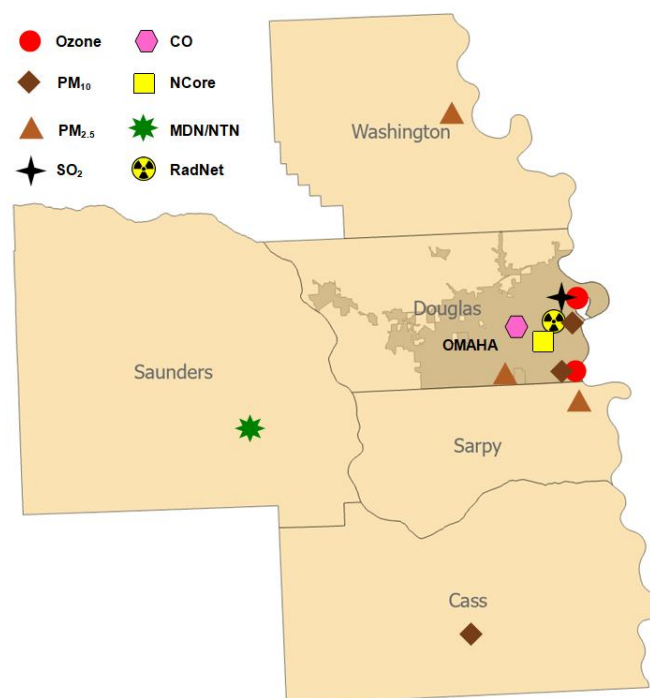 Ozone
CO
PM₁₀
NCore
PM₂.₅
MDN/NTN
SO₂
RadNet
Washington
Douglas
OMAHA
Saunders
Sarpy
Cass